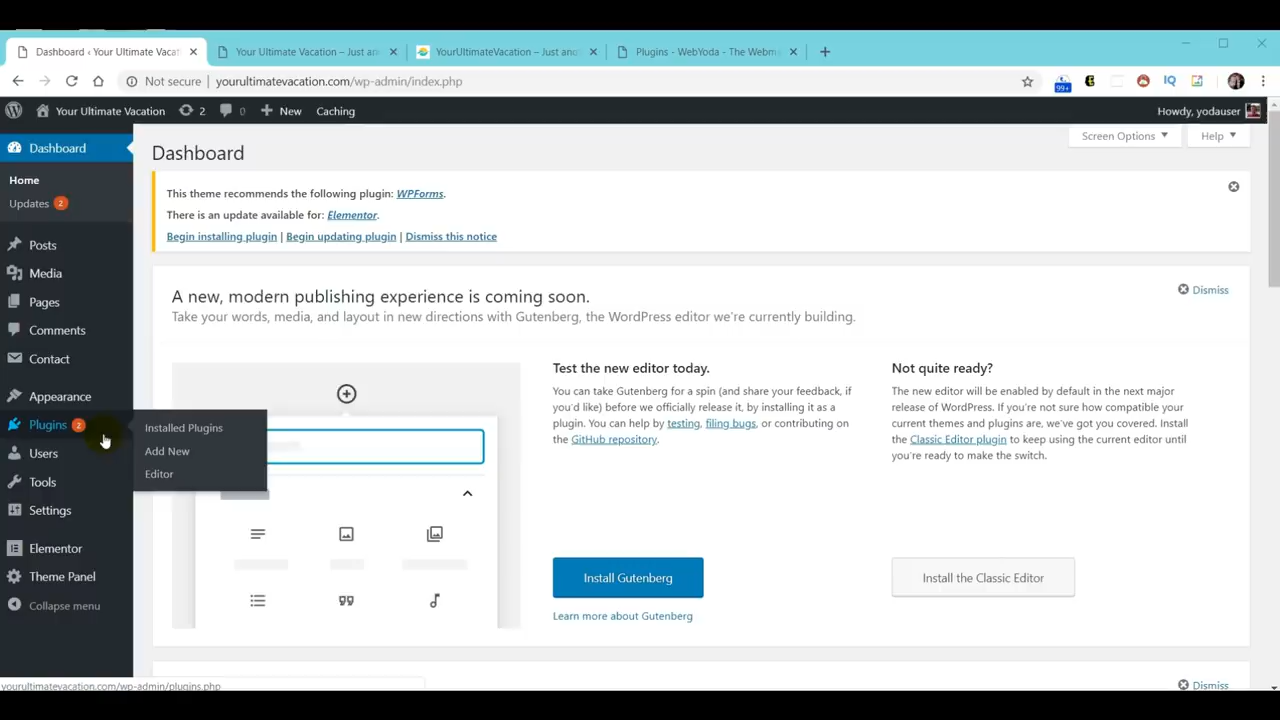 Dashboard ‹ Your Ultimate Vacat
Your Ultimate Vacation – Just an
YourUltimateVacation – Just ano
Plugins - WebYoda - The Webm
Not secure
yourultimatevacation.com/wp-admin/index.php
99+
IQ
Your Ultimate Vacation
2
0
New
Caching
Howdy, yodauser
Dashboard
Home
Updates 2
Posts
Media
Pages
Comments
Contact
Appearance
Plugins 2
Users
Tools
Settings
Elementor
Theme Panel
Collapse menu
Installed Plugins
Add New
Editor
Screen Options
Help
Dashboard
This theme recommends the following plugin: WPForms.
There is an update available for: Elementor.
Begin installing plugin | Begin updating plugin | Dismiss this notice
A new, modern publishing experience is coming soon.
Dismiss
Take your words, media, and layout in new directions with Gutenberg, the WordPress editor we're currently building.
Test the new editor today.
You can take Gutenberg for a spin (and share your feedback, if
you'd like) before we officially release it, by installing it as a
plugin. You can help by testing, filing bugs, or contributing on
the GitHub repository.
Install Gutenberg
Learn more about Gutenberg
Not quite ready?
The new editor will be enabled by default in the next major
release of WordPress. If you're not sure how compatible your
current themes and plugins are, we've got you covered. Install
the Classic Editor plugin to keep using the current editor until
you're ready to make the switch.
Install the Classic Editor
Dismiss
yourultimatevacation.com/wp-admin/plugins.php